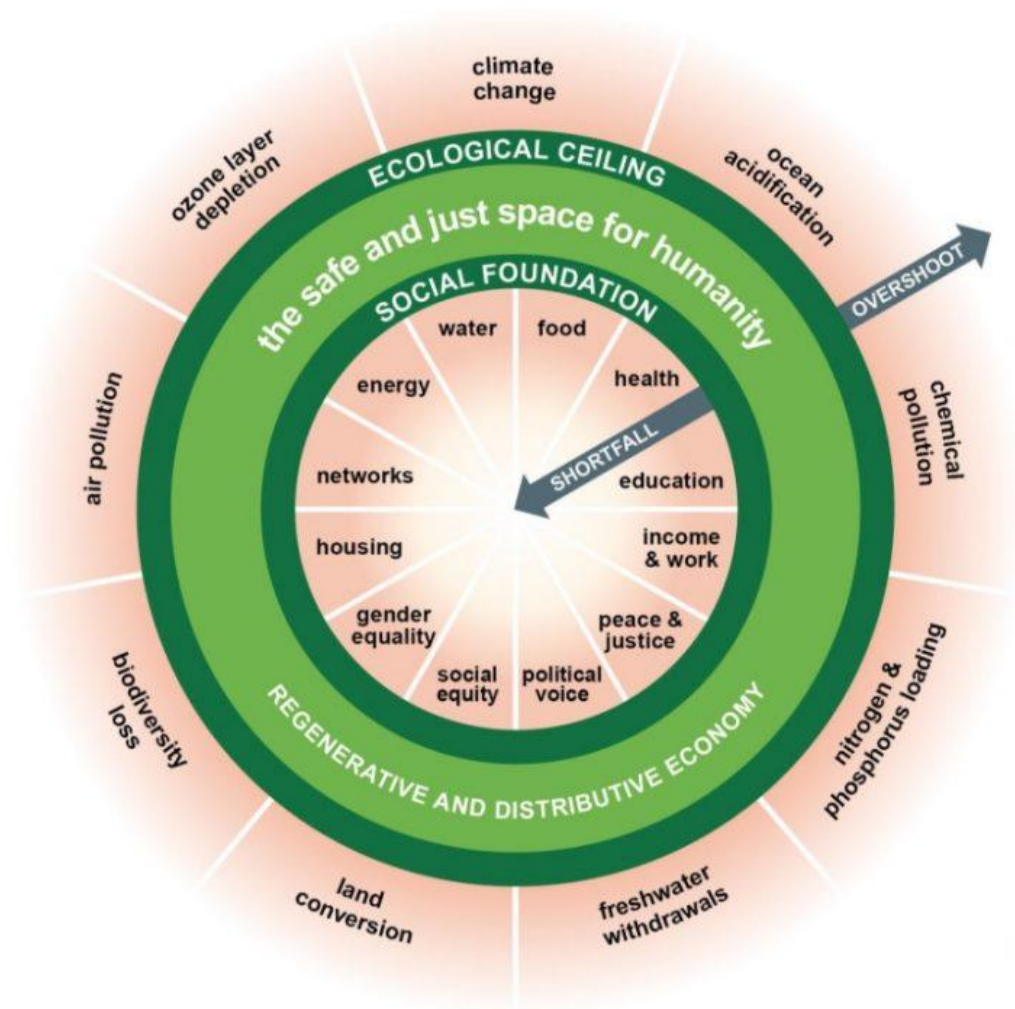 climate
change
ocean
acidification
OVERSHOOT
chemical
pollution
nitrogen &
phosphorus loading
freshwater
withdrawals
land
conversion
biodiversity
loss
air pollution
ozone layer
depletion
ECOLOGICAL CEILING
the safe and just space for humanity
SOCIAL FOUNDATION
water
food
health
SHORTFALL
education
income
& work
peace &
justice
political
voice
social
equity
gender
equality
housing
networks
energy
REGENERATIVE AND DISTRIBUTIVE ECONOMY